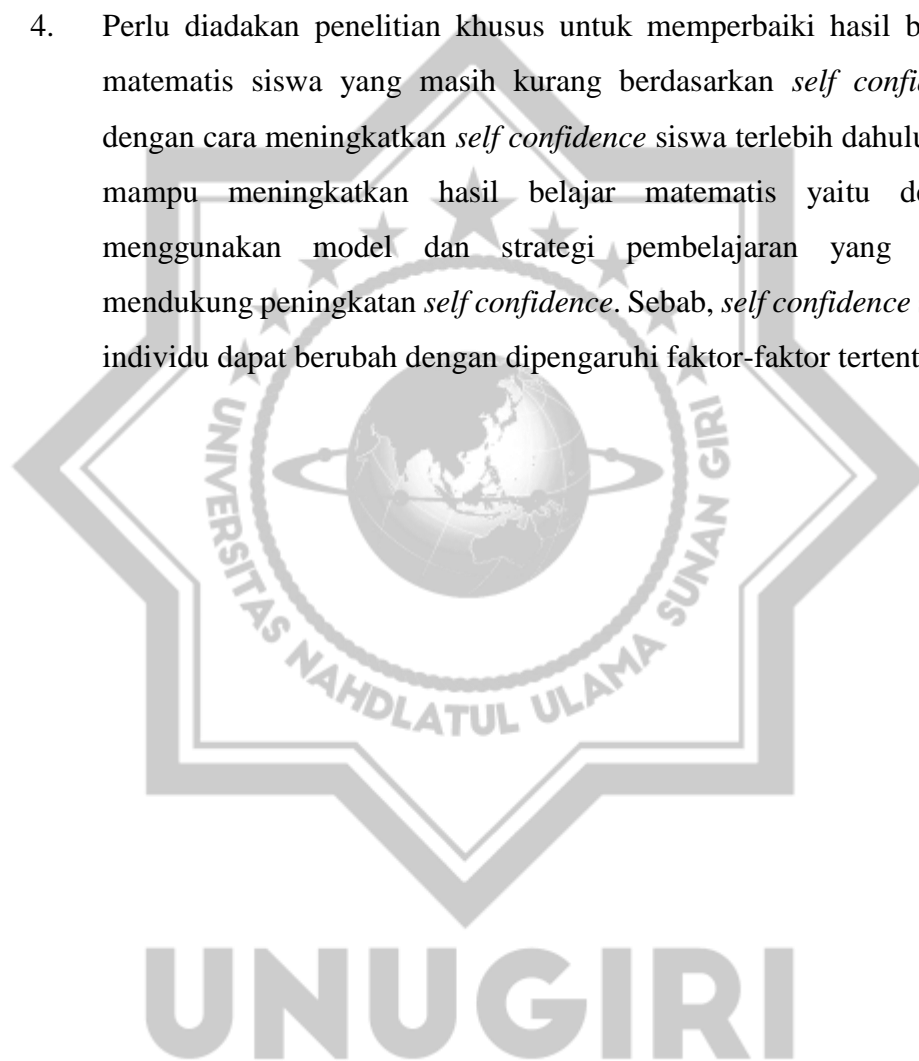 4. Perlu diadakan penelitian khusus untuk memperbaiki hasil b
matematis siswa yang masih kurang berdasarkan self confi
dengan cara meningkatkan self confidence siswa terlebih dahulu
mampu meningkatkan hasil belajar matematis yaitu de
menggunakan model dan strategi pembelajaran yang
mendukung peningkatan self confidence. Sebab, self confidence
individu dapat berubah dengan dipengaruhi faktor-faktor tertent
UNIVERSITAS NAHDLATUL ULAMA SUNAN GIRI
UNUGIRI